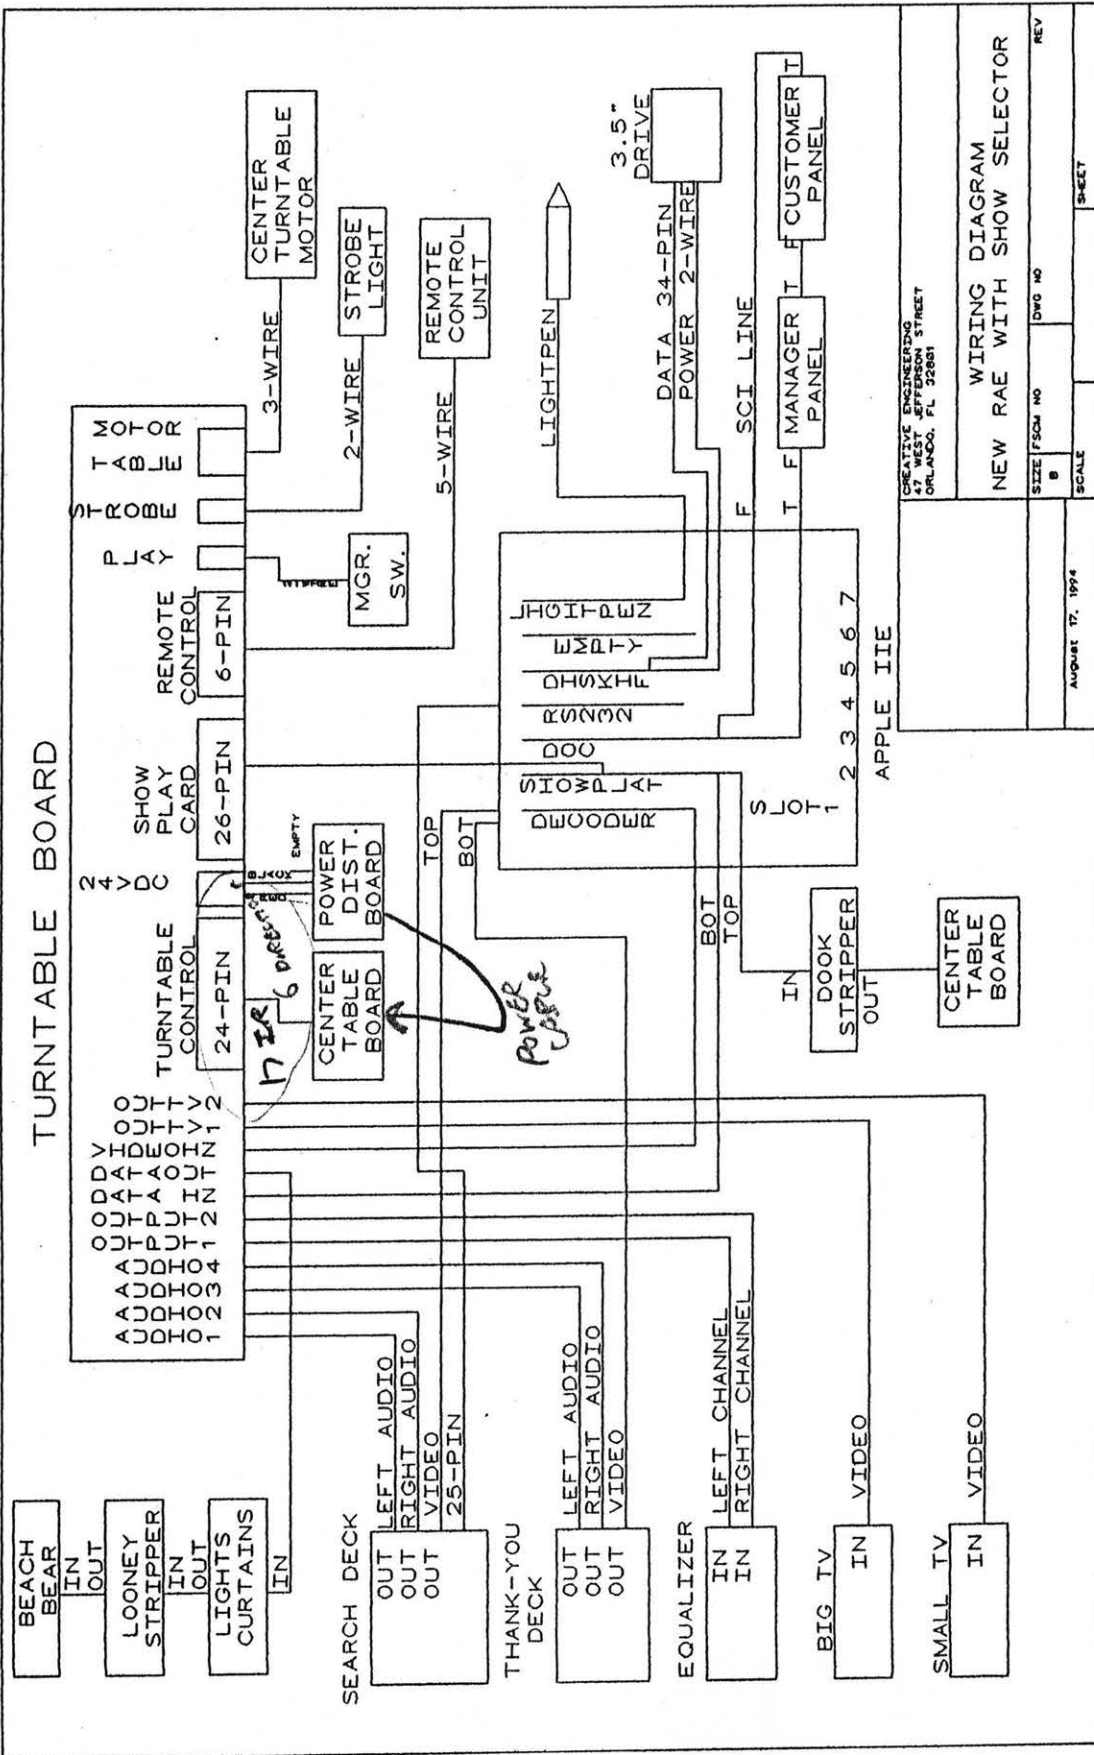 TURNTABLE BOARD
AUDIO 1
AUDIO 2
AUDIO 3
AUDIO 4
OUTPUT 1
OUTPUT 2
DATA IN
DATA OUT
VIDEO IN
OUT TV 1
OUT TV 2
TURNTABLE
CONTROL
24-PIN
24VDC
SHOW
PLAY
CARD
26-PIN
REMOTE
CONTROL
6-PIN
PLAY
STROBE
TABLE
MOTOR
BEACH
BEAR
IN
OUT
LOONEY
STRIPPER
IN
OUT
LIGHTS
CURTAINS
IN
17 IR
RED
BLACK
EMPTY
CENTER
TABLE
BOARD
POWER
DIST.
BOARD
POWER
CABLE
MGR.
SW.
3-WIRE
CENTER
TURNTABLE
MOTOR
2-WIRE
STROBE
LIGHT
5-WIRE
REMOTE
CONTROL
UNIT
SEARCH DECK
OUT LEFT AUDIO
OUT RIGHT AUDIO
OUT VIDEO
25-PIN
THANK-YOU
DECK
OUT LEFT AUDIO
OUT RIGHT AUDIO
OUT VIDEO
EQUALIZER
IN LEFT CHANNEL
IN RIGHT CHANNEL
BIG TV
IN VIDEO
SMALL TV
IN VIDEO
TOP
BOT
DECODER
SHOWPLAT
DOC
RS232
DISKIF
EMPTY
LIGHTPEN
SLOT
1 2 3 4 5 6 7
APPLE IIE
BOT
TOP
IN
DOOK
STRIPPER
OUT
CENTER
TABLE
BOARD
LIGHTPEN
3.5"
DRIVE
DATA 34-PIN
POWER 2-WIRE
F SCI LINE
T F MANAGER T F CUSTOMER T
PANEL PANEL
CREATIVE ENGINEERING
47 WEST JEFFERSON STREET
ORLANDO, FL 32801
WIRING DIAGRAM
NEW RAE WITH SHOW SELECTOR
SIZE FSCM NO DWG NO REV
B
August 17, 1994 SCALE SHEET